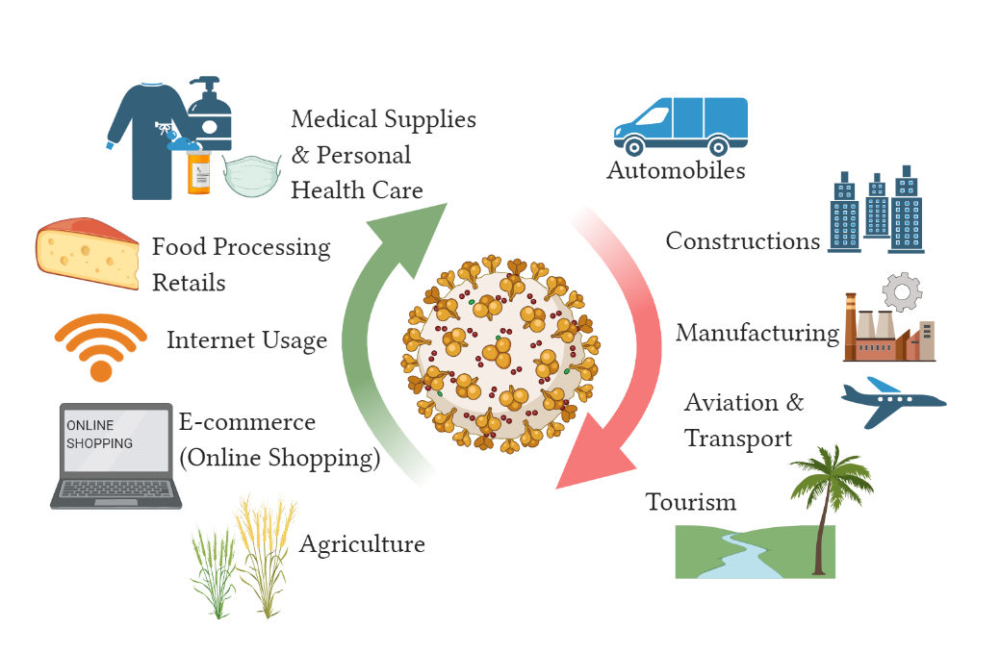 Medical Supplies
& Personal
Health Care
Food Processing
Retails
Internet Usage
ONLINE
SHOPPING
E-commerce
(Online Shopping)
Agriculture
Automobiles
Constructions
Manufacturing
Aviation &
Transport
Tourism